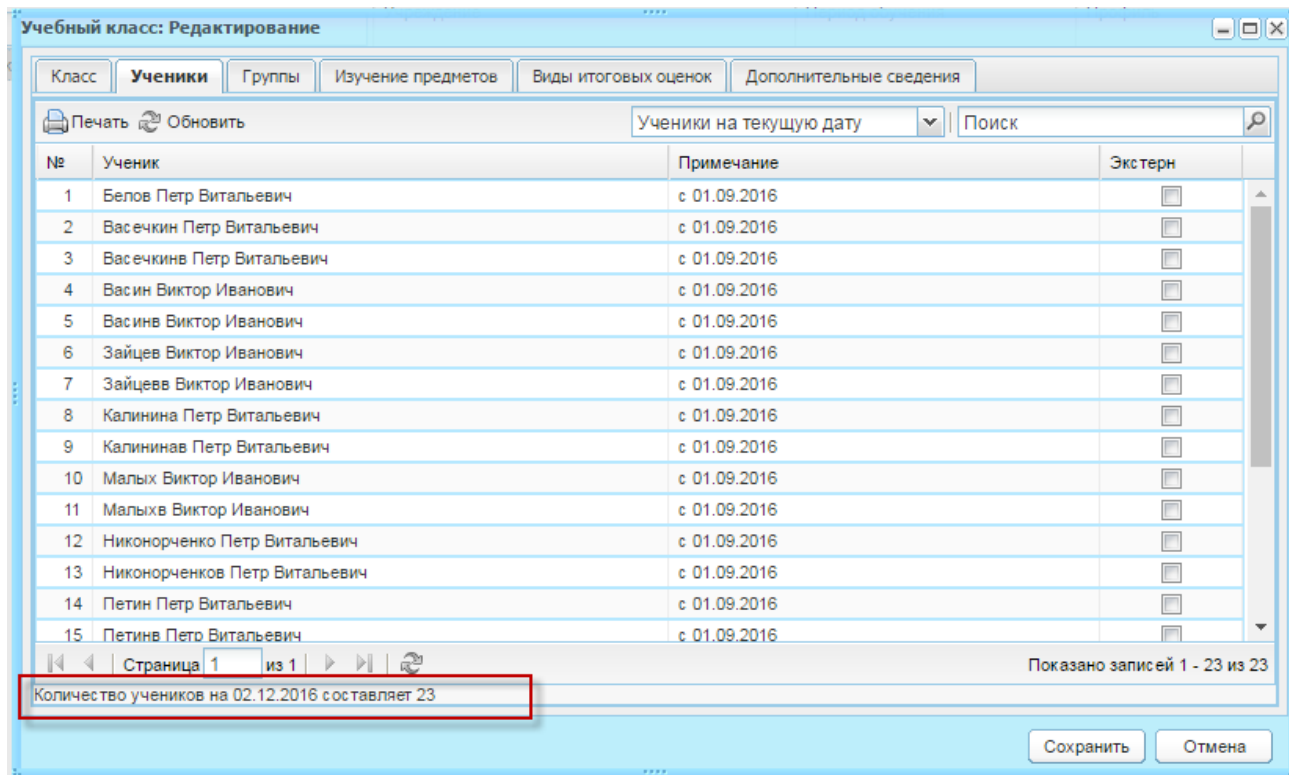 Учебный класс: Редактирование
Класс Ученики Группы Изучение предметов Виды итоговых оценок Дополнительные сведения
Печать Обновить Ученики на текущую дату Поиск
№ Ученик Примечание Экстерн
1 Белов Петр Витальевич с 01.09.2016
2 Васечкин Петр Витальевич с 01.09.2016
3 Васечкинв Петр Витальевич с 01.09.2016
4 Васин Виктор Иванович с 01.09.2016
5 Васинв Виктор Иванович с 01.09.2016
6 Зайцев Виктор Иванович с 01.09.2016
7 Зайцевв Виктор Иванович с 01.09.2016
8 Калинина Петр Витальевич с 01.09.2016
9 Калининав Петр Витальевич с 01.09.2016
10 Малых Виктор Иванович с 01.09.2016
11 Малыхв Виктор Иванович с 01.09.2016
12 Никонорченко Петр Витальевич с 01.09.2016
13 Никонорченков Петр Витальевич с 01.09.2016
14 Петин Петр Витальевич с 01.09.2016
15 Петинв Петр Витальевич с 01.09.2016
Страница 1 из 1 Показано записей 1 - 23 из 23
Количество учеников на 02.12.2016 составляет 23
Сохранить Отмена